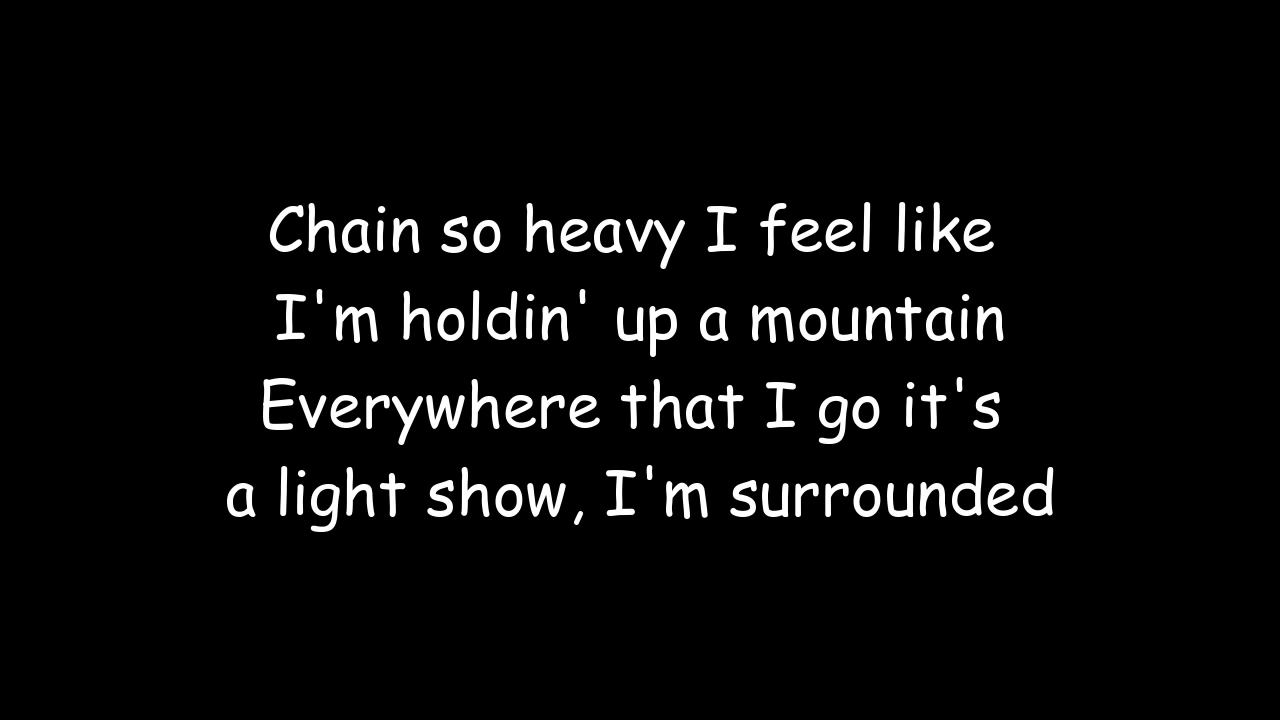 Chain so heavy I feel like
I'm holdin' up a mountain
Everywhere that I go it's
a light show, I'm surrounded